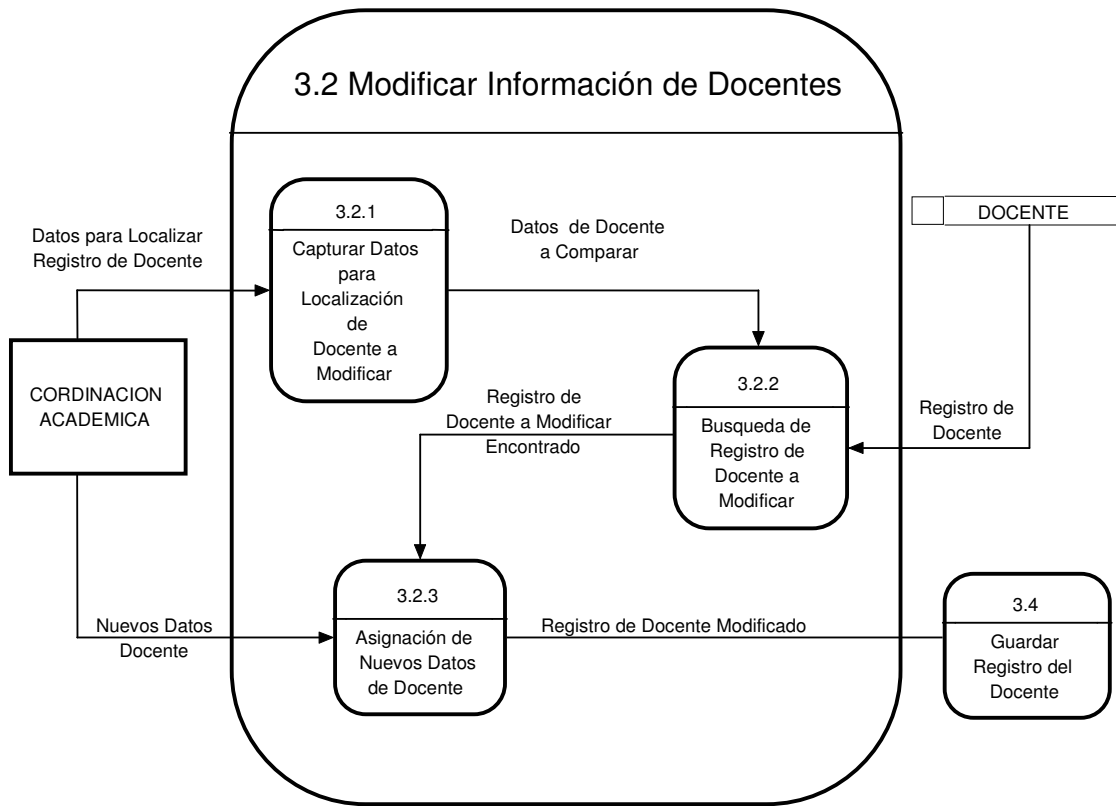 3.2 Modificar Información de Docentes
3.2.1
Capturar Datos
para
Localización
de
Docente a
Modificar
Datos para Localizar
Registro de Docente
Datos de Docente
a Comparar
DOCENTE
CORDINACION
ACADEMICA
3.2.2
Busqueda de
Registro de
Docente a
Modificar
Registro de
Docente a Modificar
Encontrado
Registro de
Docente
3.2.3
Asignación de
Nuevos Datos
de Docente
Nuevos Datos
Docente
Registro de Docente Modificado
3.4
Guardar
Registro del
Docente